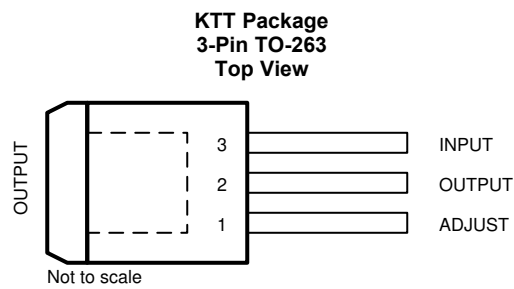 KTT Package
3-Pin TO-263
Top View
OUTPUT
3 INPUT
2 OUTPUT
1 ADJUST
Not to scale